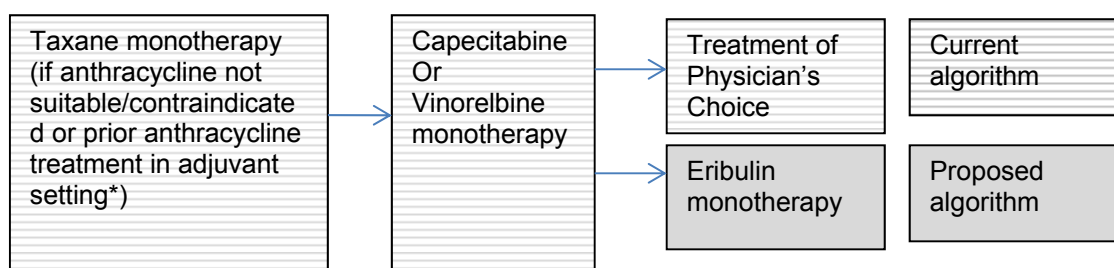 Taxane monotherapy
(if anthracycline not
suitable/contraindicate
d or prior anthracycline
treatment in adjuvant
setting*)
Capecitabine
Or
Vinorelbine
monotherapy
Treatment of
Physician's
Choice
Current
algorithm
Eribulin
monotherapy
Proposed
algorithm